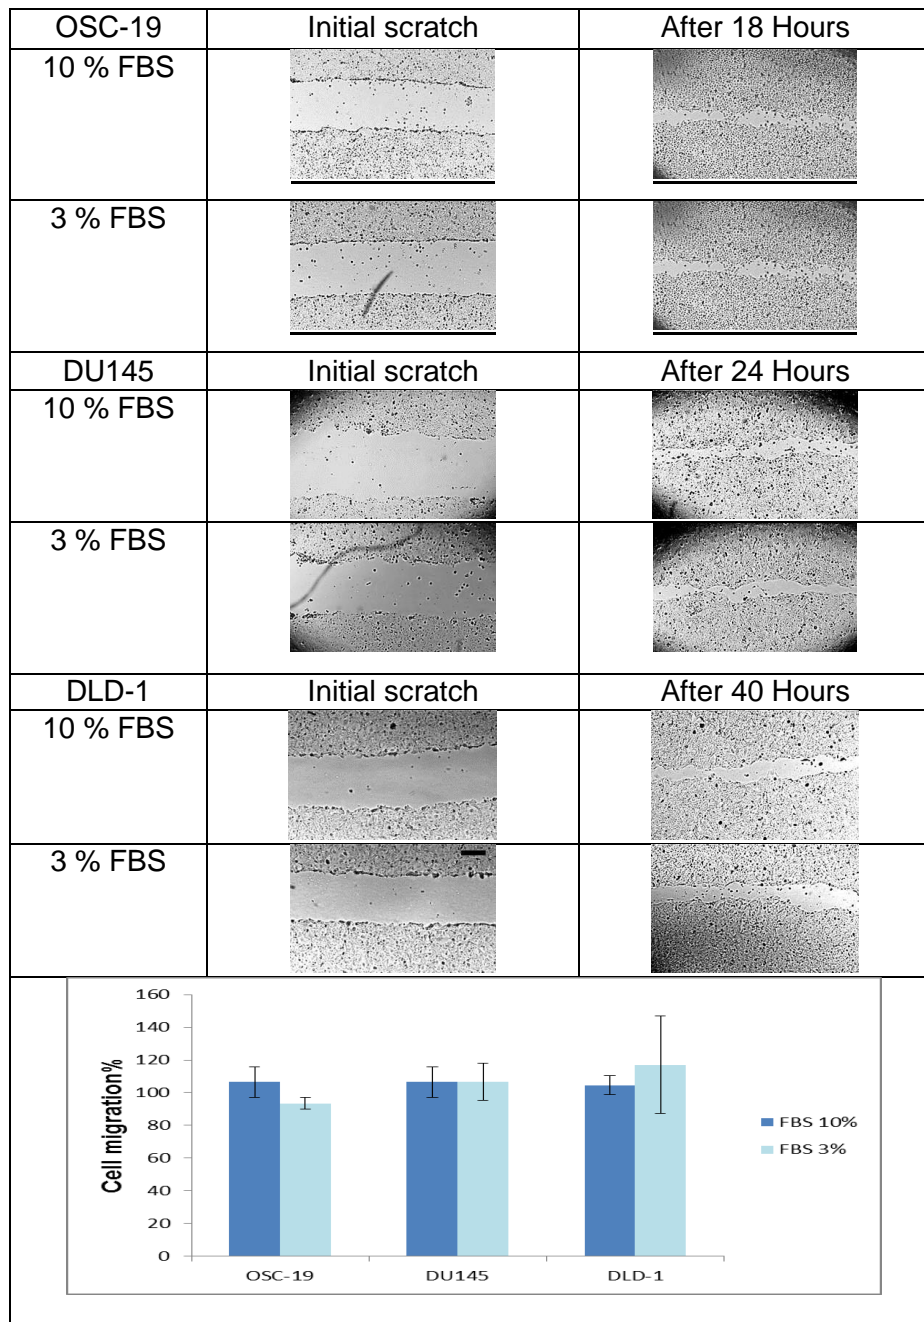 OSC-19 Initial scratch After 18 Hours
10 % FBS
3 % FBS
DU145 Initial scratch After 24 Hours
10 % FBS
3 % FBS
DLD-1 Initial scratch After 40 Hours
10 % FBS
3 % FBS
160
140
120
100
80
60
40
20
0
Cell migration%
OSC-19 DU145 DLD-1
FBS 10%
FBS 3%